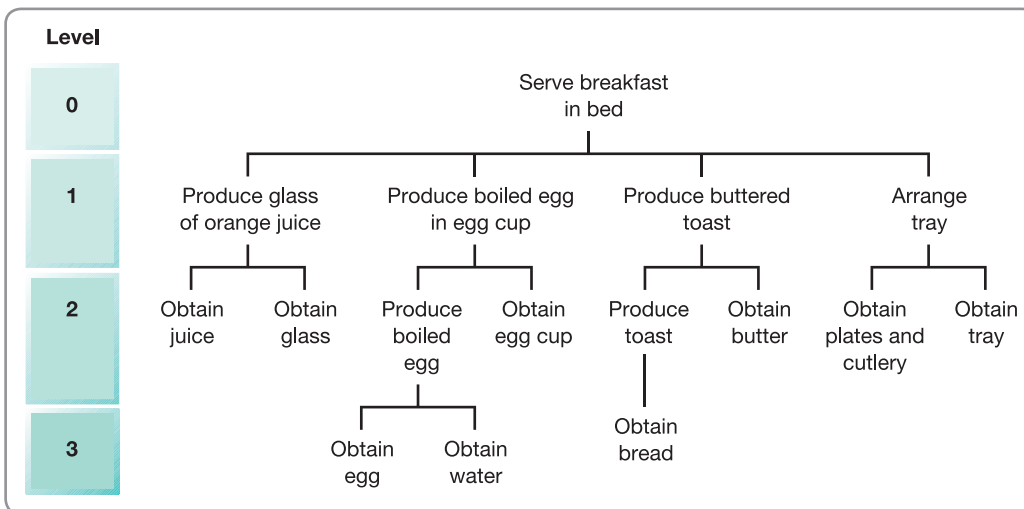 Level
0
Serve breakfast
in bed
1
Produce glass
of orange juice
Produce boiled egg
in egg cup
Produce buttered
toast
Arrange
tray
2
Obtain
juice
Obtain
glass
Produce
boiled
egg
Obtain
egg cup
Produce
toast
Obtain
butter
Obtain
plates and
cutlery
Obtain
tray
3
Obtain
egg
Obtain
water
Obtain
bread